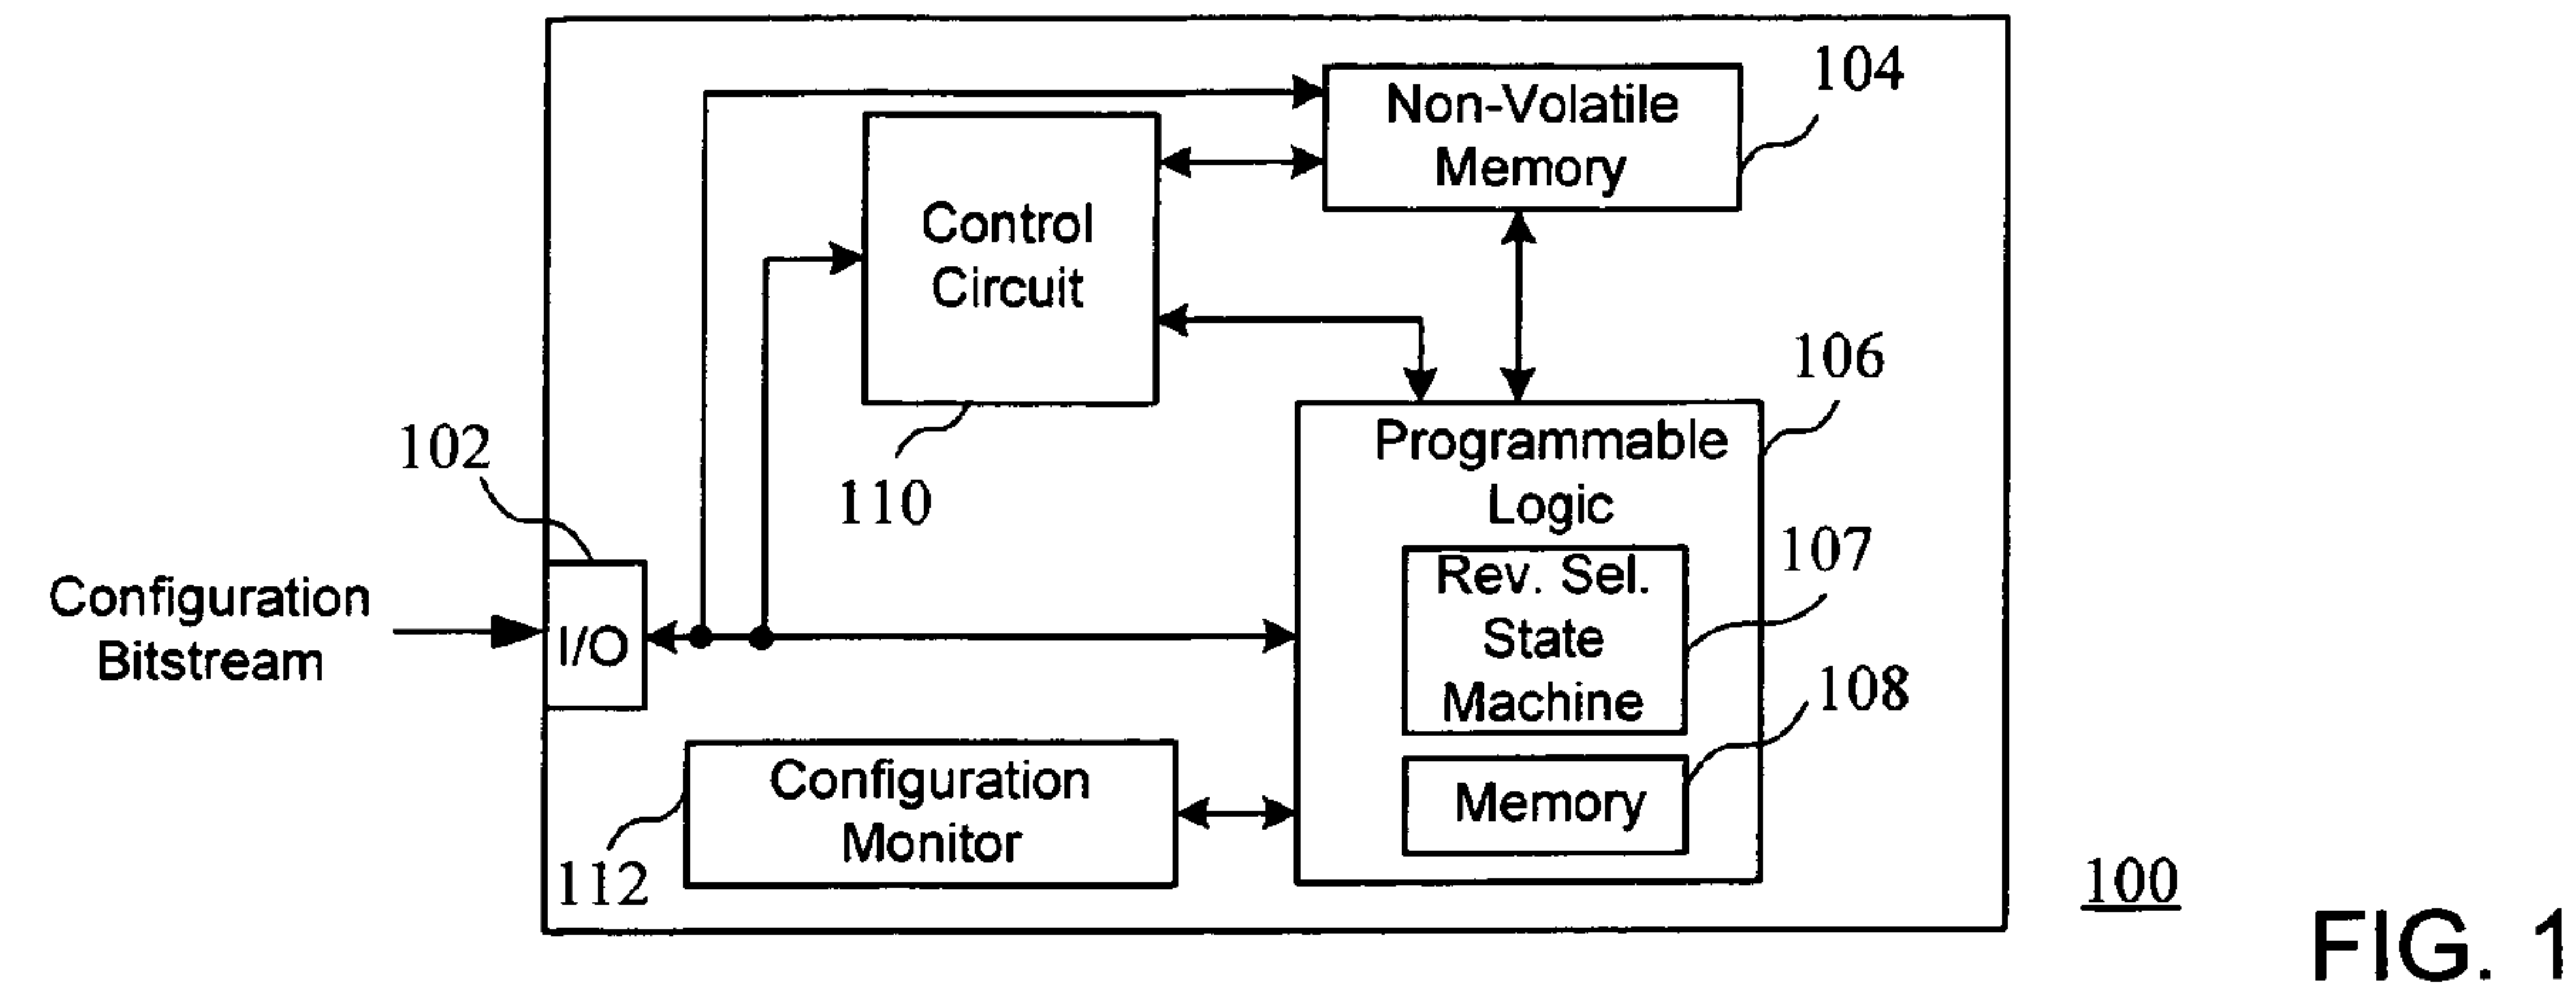 104
Non-Volatile
Memory
Control
Circuit
110
106
Programmable
Logic
107
Rev. Sel.
State
Machine
108
Memory
102
Configuration
Bitstream
I/O
Configuration
Monitor
112
100
FIG. 1